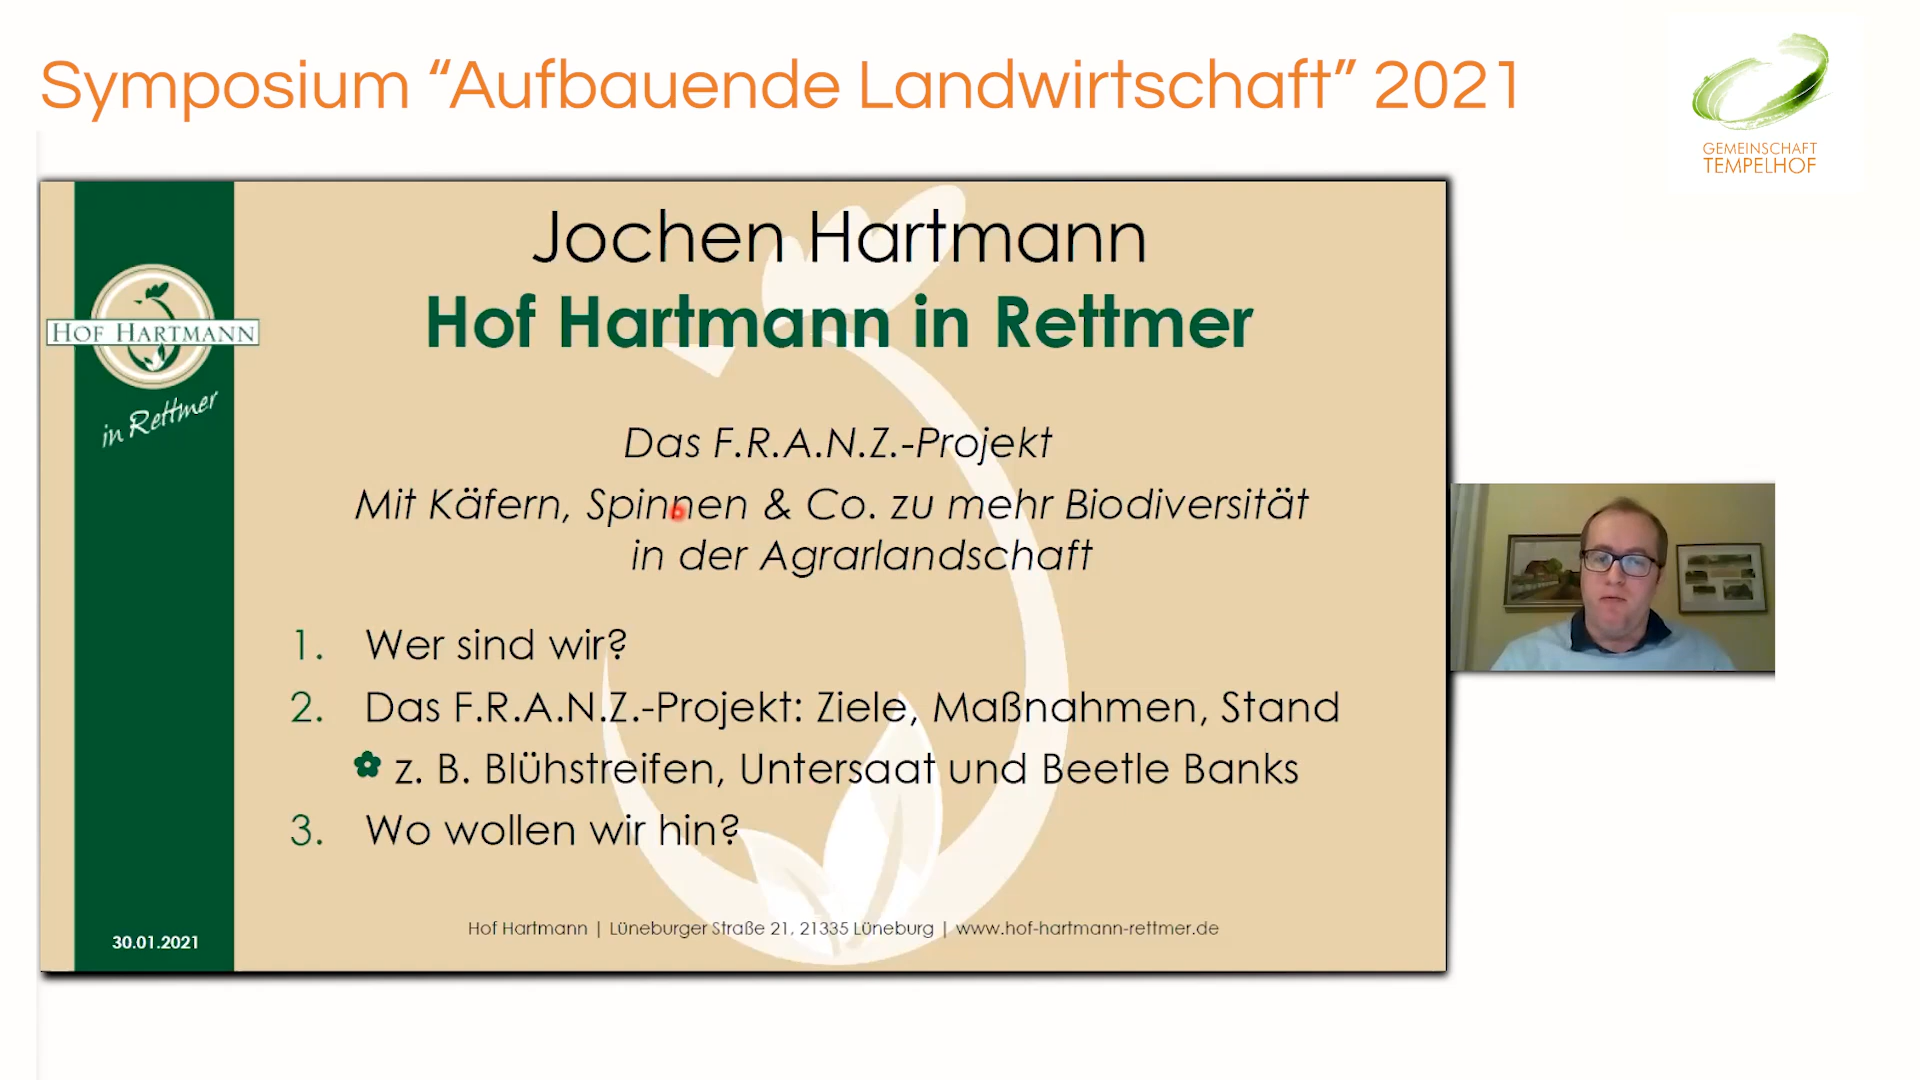 Symposium “Aufbauende Landwirtschaft” 2021
GEMEINSCHAFT
TEMPELHOF
Jochen Hartmann
Hof Hartmann in Rettmer
HOF HARTMANN
in Rettmer
Das F.R.A.N.Z.-Projekt
Mit Käfern, Spinnen & Co. zu mehr Biodiversität
in der Agrarlandschaft
1. Wer sind wir?
2. Das F.R.A.N.Z.-Projekt: Ziele, Maßnahmen, Stand
z. B. Blühstreifen, Untersaat und Beetle Banks
3. Wo wollen wir hin?
Hof Hartmann | Lüneburger Straße 21, 21335 Lüneburg | www.hof-hartmann-rettmer.de
30.01.2021